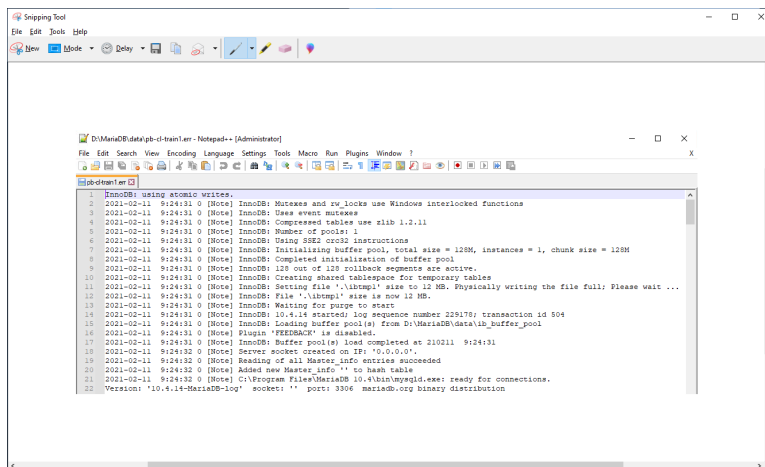 Snipping Tool
File Edit Tools Help
New Mode Delay
D:\MariaDB\data\pb-cl-train1.err - Notepad++ [Administrator]
File Edit Search View Encoding Language Settings Tools Macro Run Plugins Window ? X
pb-cl-train1.err
1 InnoDB: using atomic writes.
2 2021-02-11 9:24:31 0 [Note] InnoDB: Mutexes and rw_locks use Windows interlocked functions
3 2021-02-11 9:24:31 0 [Note] InnoDB: Uses event mutexes
4 2021-02-11 9:24:31 0 [Note] InnoDB: Compressed tables use zlib 1.2.11
5 2021-02-11 9:24:31 0 [Note] InnoDB: Number of pools: 1
6 2021-02-11 9:24:31 0 [Note] InnoDB: Using SSE2 crc32 instructions
7 2021-02-11 9:24:31 0 [Note] InnoDB: Initializing buffer pool, total size = 128M, instances = 1, chunk size = 128M
8 2021-02-11 9:24:31 0 [Note] InnoDB: Completed initialization of buffer pool
9 2021-02-11 9:24:31 0 [Note] InnoDB: 128 out of 128 rollback segments are active.
10 2021-02-11 9:24:31 0 [Note] InnoDB: Creating shared tablespace for temporary tables
11 2021-02-11 9:24:31 0 [Note] InnoDB: Setting file '.\ibtmp1' size to 12 MB. Physically writing the file full; Please wait ...
12 2021-02-11 9:24:31 0 [Note] InnoDB: File '.\ibtmp1' size is now 12 MB.
13 2021-02-11 9:24:31 0 [Note] InnoDB: Waiting for purge to start
14 2021-02-11 9:24:31 0 [Note] InnoDB: 10.4.14 started; log sequence number 229178; transaction id 504
15 2021-02-11 9:24:31 0 [Note] InnoDB: Loading buffer pool(s) from D:\MariaDB\data\ib_buffer_pool
16 2021-02-11 9:24:31 0 [Note] Plugin 'FEEDBACK' is disabled.
17 2021-02-11 9:24:31 0 [Note] InnoDB: Buffer pool(s) load completed at 210211 9:24:31
18 2021-02-11 9:24:32 0 [Note] Server socket created on IP: '0.0.0.0'.
19 2021-02-11 9:24:32 0 [Note] Reading of all Master_info entries succeeded
20 2021-02-11 9:24:32 0 [Note] Added new Master_info '' to hash table
21 2021-02-11 9:24:32 0 [Note] C:\Program Files\MariaDB 10.4\bin\mysqld.exe: ready for connections.
22 Version: '10.4.14-MariaDB-log' socket: '' port: 3306 mariadb.org binary distribution